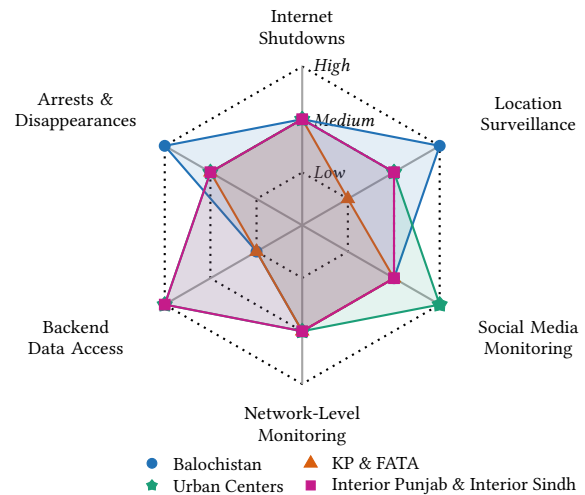 Internet
Shutdowns
High
Arrests &
Disappearances
Medium
Location
Surveillance
Low
Backend
Data Access
Social Media
Monitoring
Network-Level
Monitoring
Balochistan
KP & FATA
Urban Centers
Interior Punjab & Interior Sindh